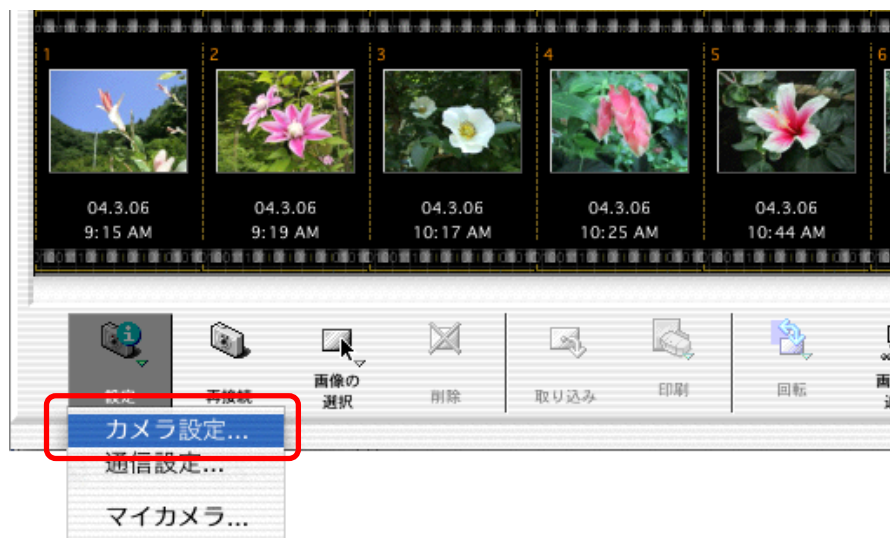 1
2
3
4
5
6
04.3.06
9:15 AM
04.3.06
9:19 AM
04.3.06
10:17 AM
04.3.06
10:25 AM
04.3.06
10:44 AM
設定
再接続
画像の
選択
削除
取り込み
印刷
回転
カメラ設定...
通信設定...
マイカメラ...